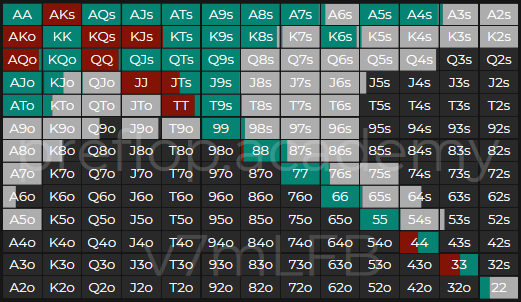 AA AKs AQs AJs ATs A9s A8s A7s A6s A5s A4s A3s A2s
AKo KK KQs KJs KTs K9s K8s K7s K6s K5s K4s K3s K2s
AQo KQo QQ QJs QTs Q9s Q8s Q7s Q6s Q5s Q4s Q3s Q2s
AJo KJo QJo JJ JTs J9s J8s J7s J6s J5s J4s J3s J2s
ATo KTo QTo JTo TT T9s T8s T7s T6s T5s T4s T3s T2s
A9o K9o Q9o J9o T9o 99 98s 97s 96s 95s 94s 93s 92s
A8o K8o Q8o J8o T8o 98o 88 87s 86s 85s 84s 83s 82s
preflop.academy
A7o K7o Q7o J7o T7o 97o 87o 77 76s 75s 74s 73s 72s
A6o K6o Q6o J6o T6o 96o 86o 76o 66 65s 64s 63s 62s
A5o K5o Q5o J5o T5o 95o 85o 75o 65o 55 54s 53s 52s
A4o K4o Q4o J4o T4o 94o 84o 74o 64o 54o 44 43s 42s
v7mLFB
A3o K3o Q3o J3o T3o 93o 83o 73o 63o 53o 43o 33 32s
A2o K2o Q2o J2o T2o 92o 82o 72o 62o 52o 42o 32o 22